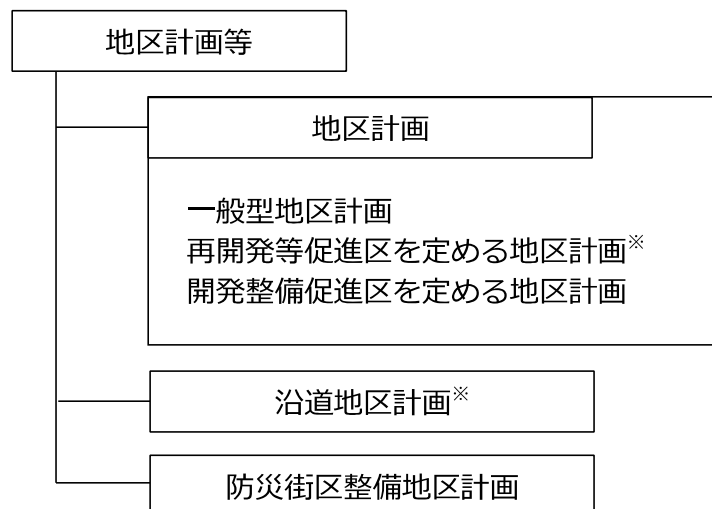 地区計画等
地区計画
一般型地区計画
再開発等促進区を定める地区計画※
開発整備促進区を定める地区計画
沿道地区計画※
防災街区整備地区計画